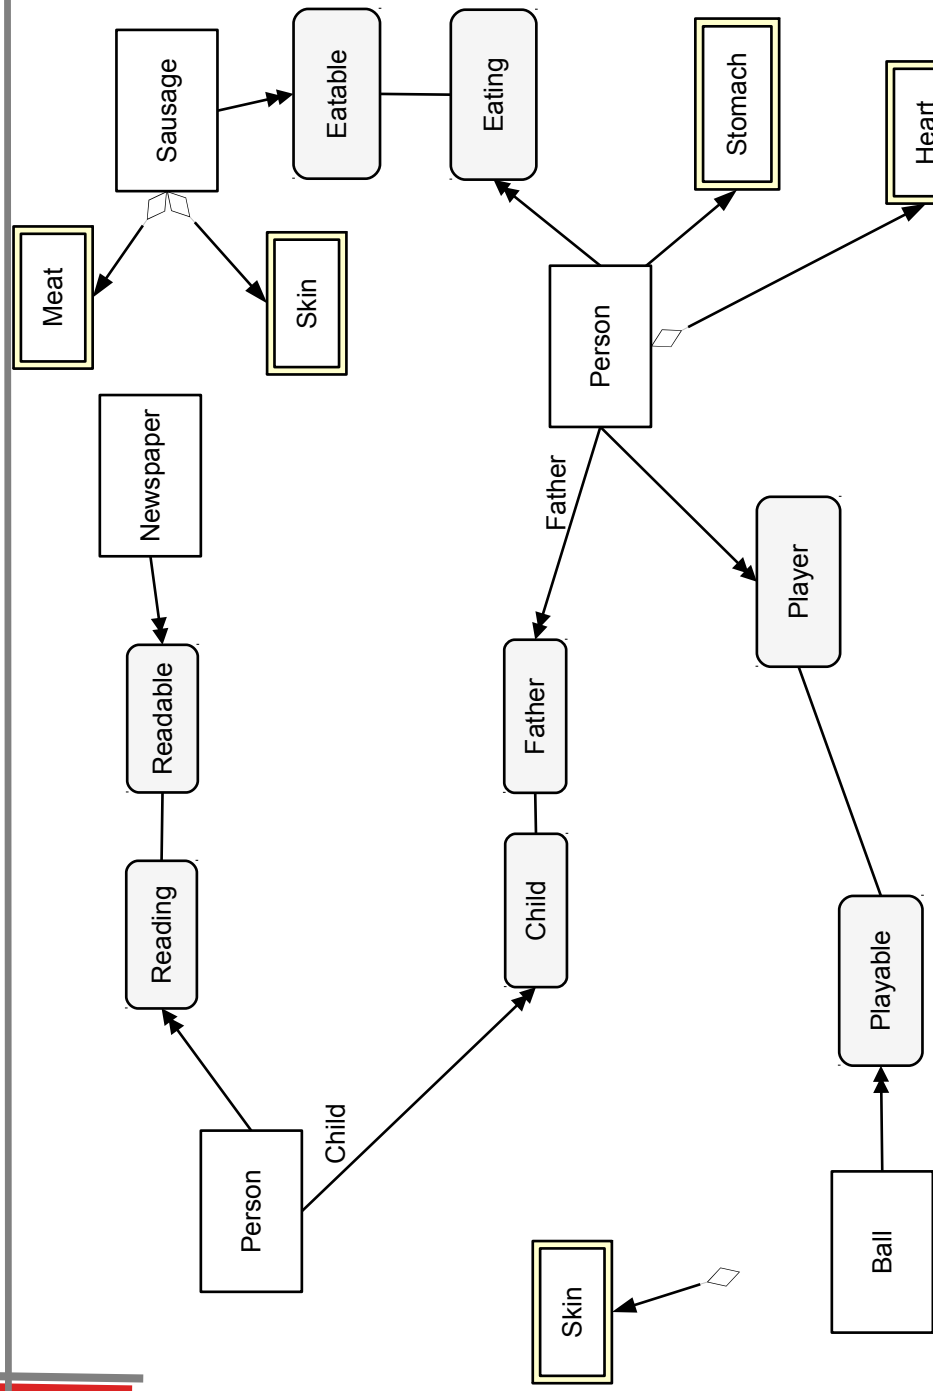 Skin
Person
Ball
Child
Reading
Child
Playable
Readable
Father
Player
Newspaper
Father
Meat
Skin
Person
Sausage
Eatable
Eating
Stomach
Heart